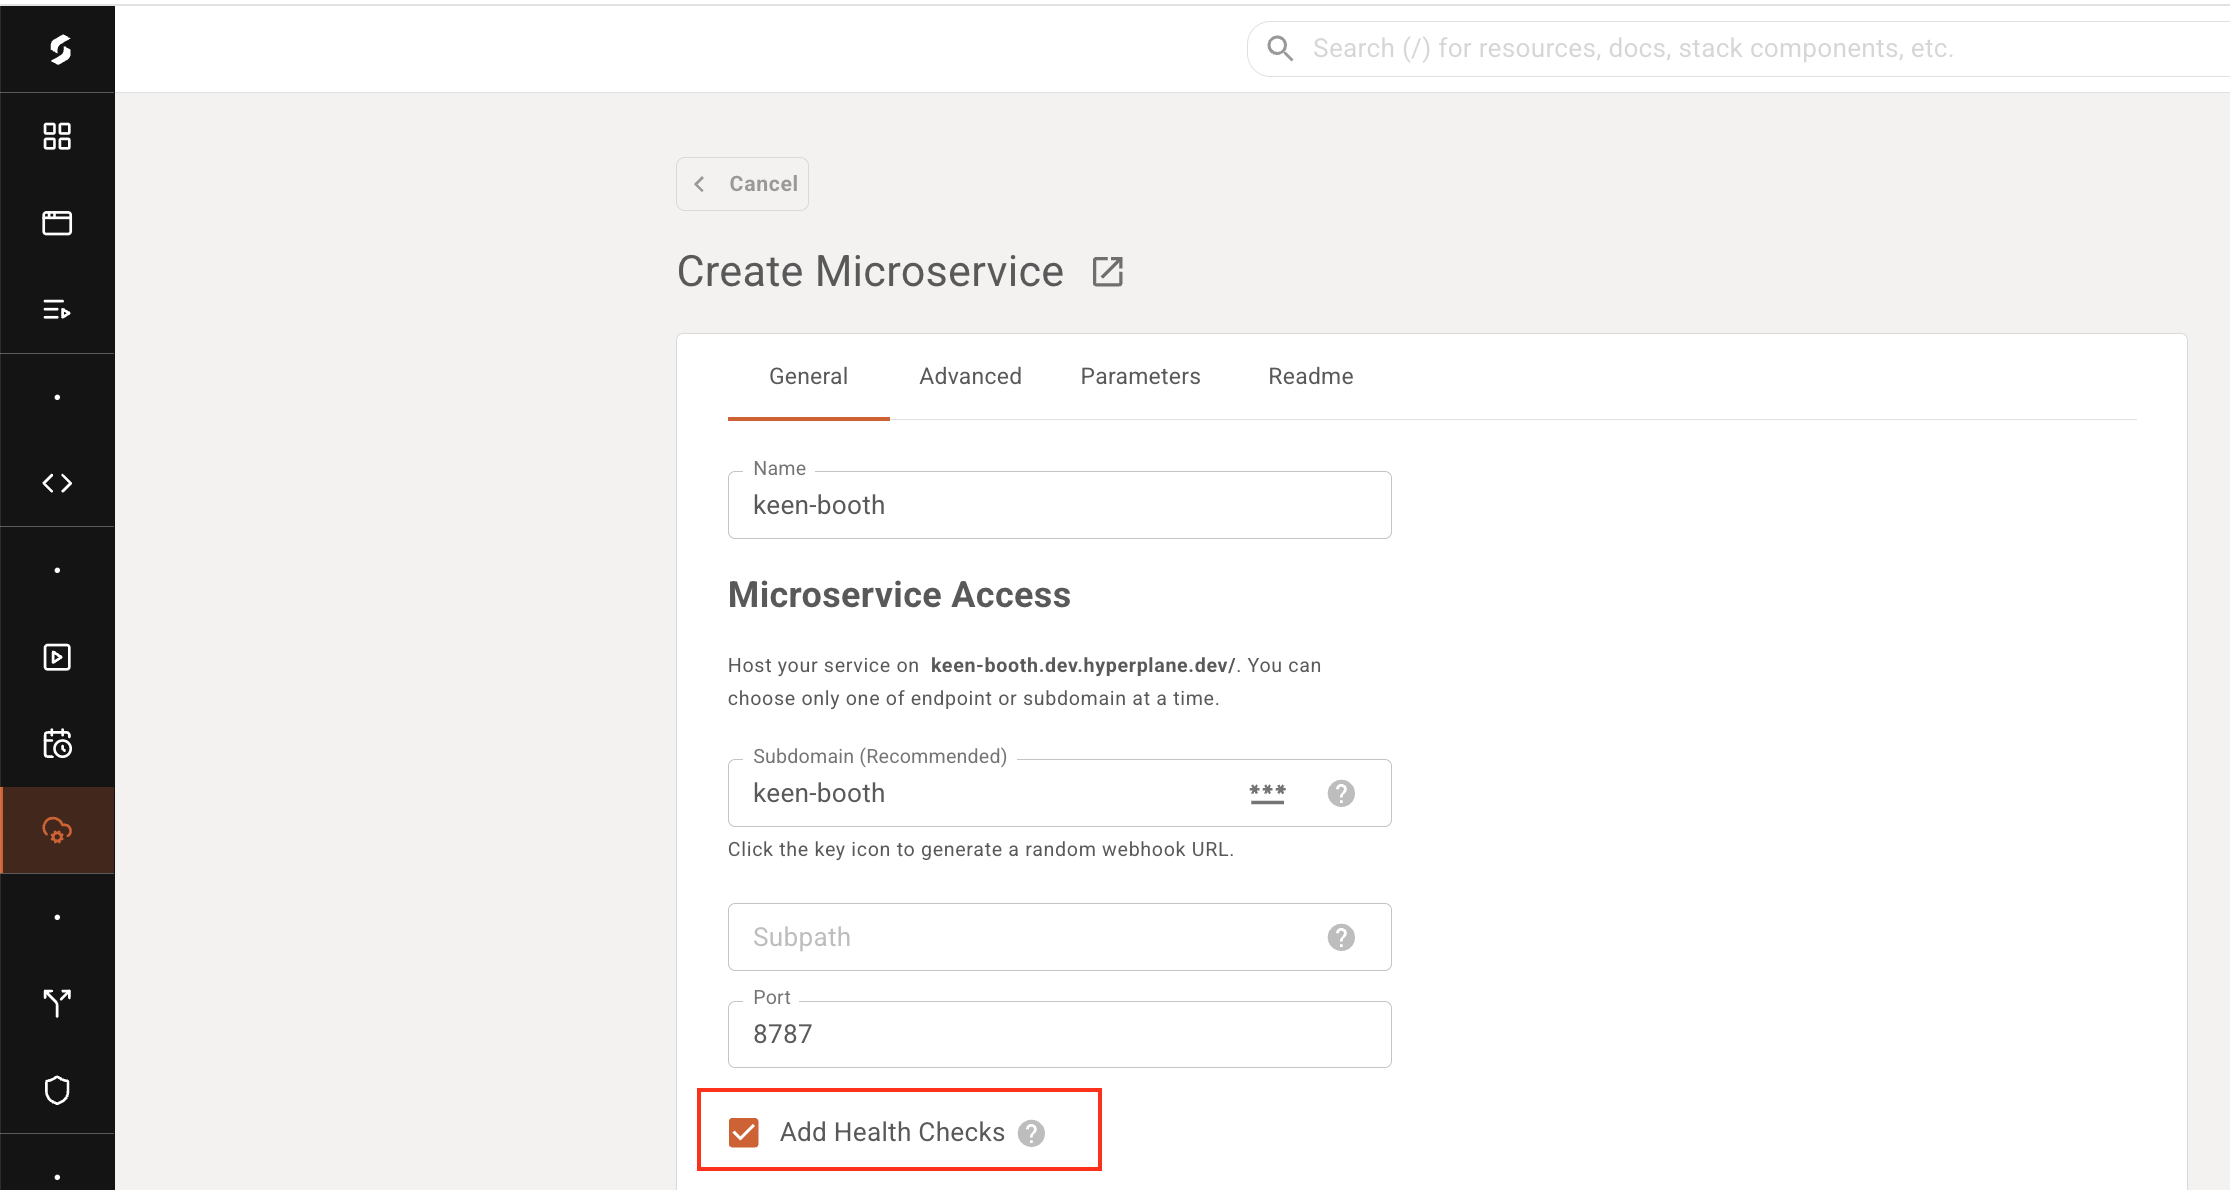 Search (/) for resources, docs, stack components, etc.
Cancel
Create Microservice
General Advanced Parameters Readme
Name
keen-booth
Microservice Access
Host your service on keen-booth.dev.hyperplane.dev/. You can
choose only one of endpoint or subdomain at a time.
Subdomain (Recommended)
keen-booth
***
?
Click the key icon to generate a random webhook URL.
Subpath
?
Port
8787
Add Health Checks ?